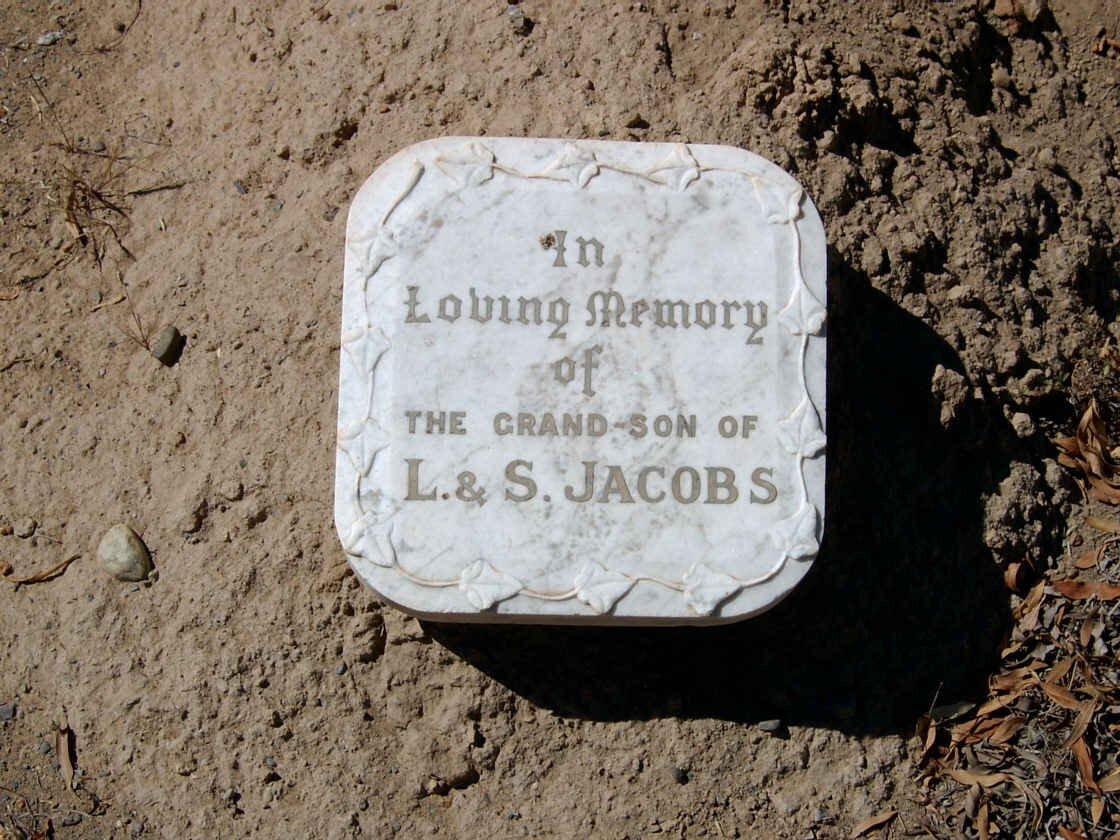 In
Loving Memory
of
THE GRAND-SON OF
L. & S. JACOBS